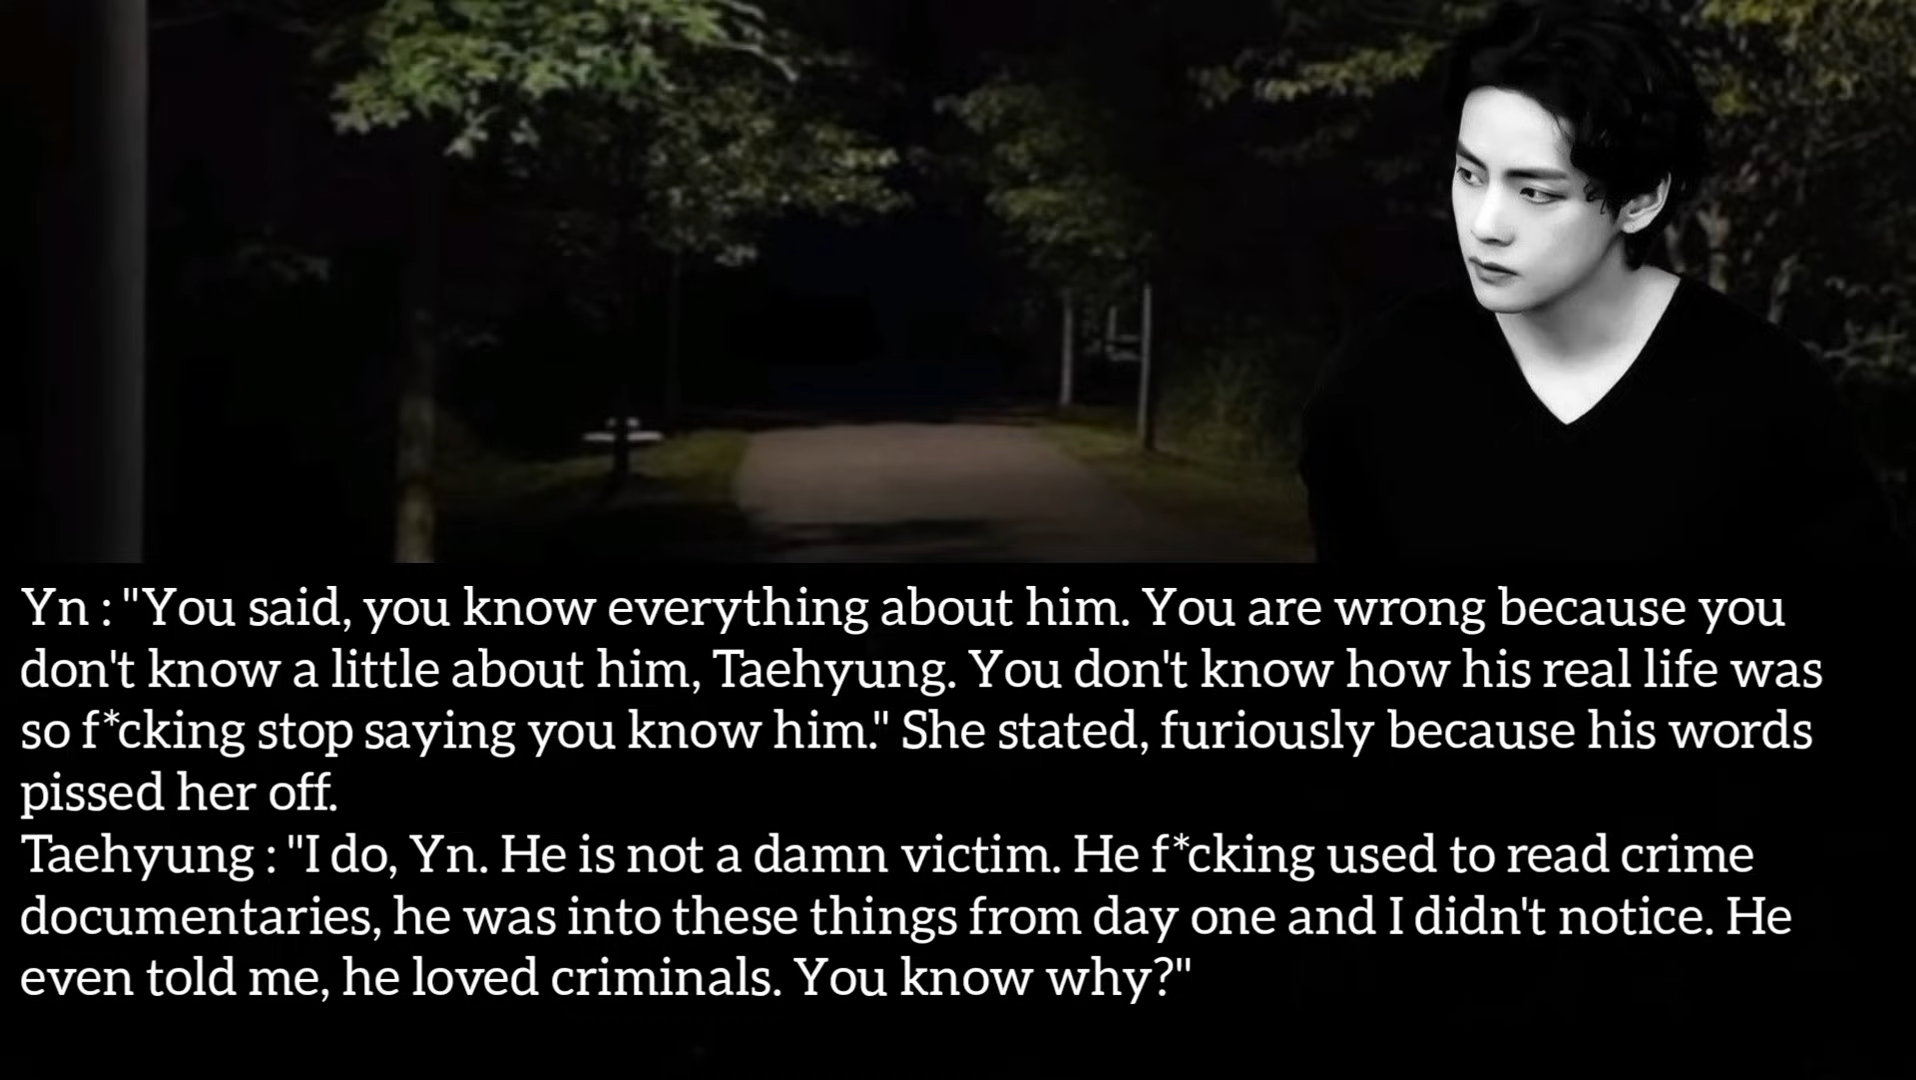 Yn : "You said, you know everything about him. You are wrong because you
don't know a little about him, Taehyung. You don't know how his real life was
so f*cking stop saying you know him." She stated, furiously because his words
pissed her off.
Taehyung : "I do, Yn. He is not a damn victim. He f*cking used to read crime
documentaries, he was into these things from day one and I didn't notice. He
even told me, he loved criminals. You know why?"